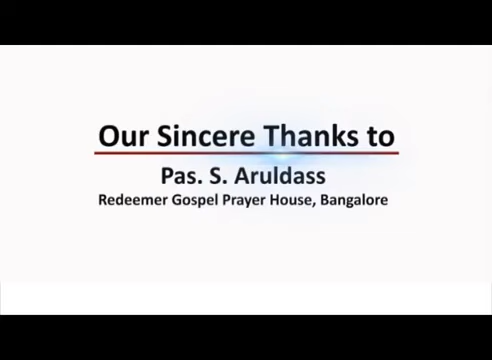 Our Sincere Thanks to
Pas. S. Aruldass
Redeemer Gospel Prayer House, Bangalore